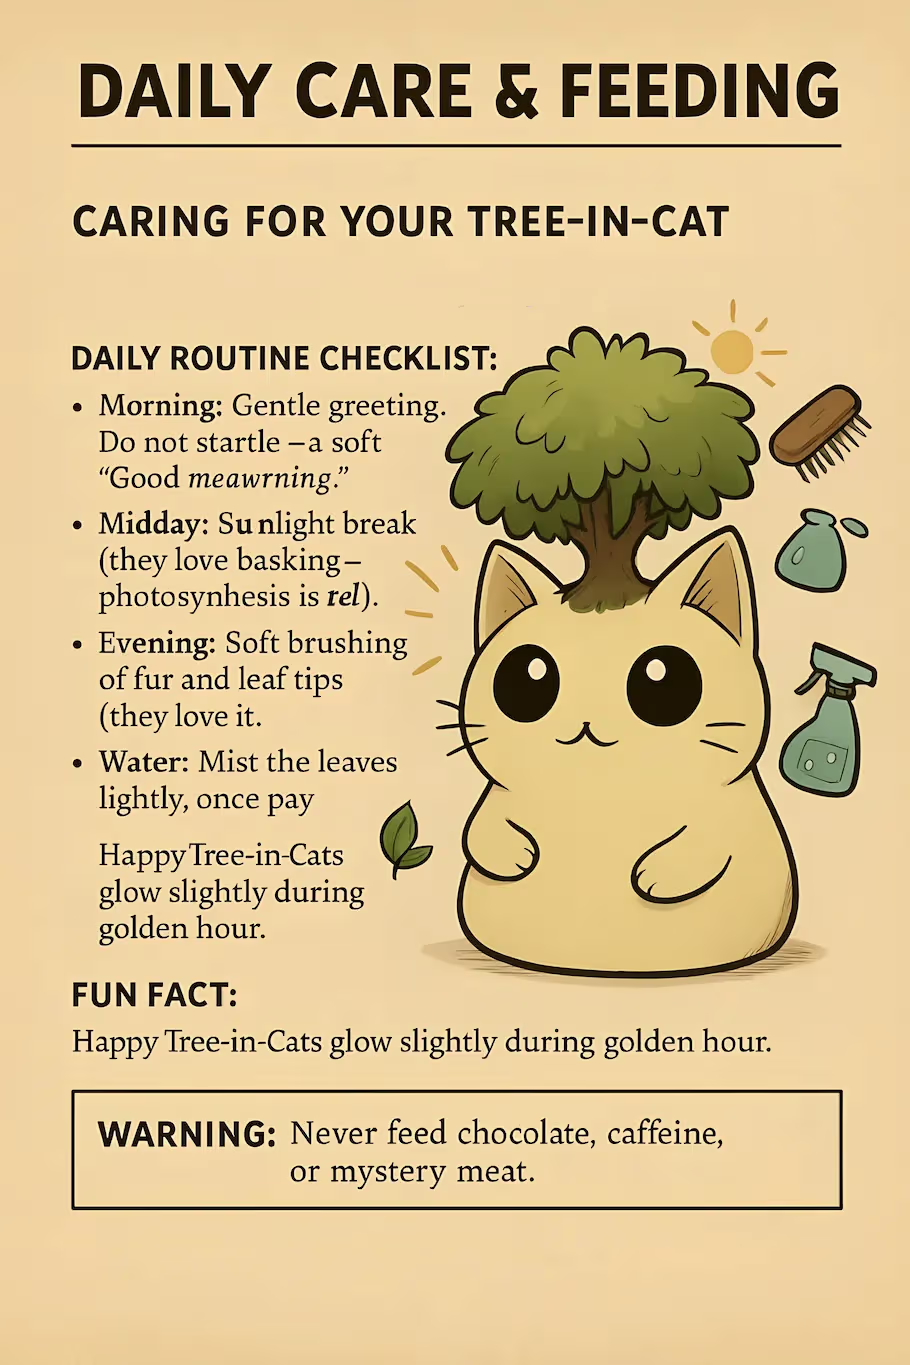 DAILY CARE & FEEDING
CARING FOR YOUR TREE-IN-CAT
DAILY ROUTINE CHECKLIST:
• Morning: Gentle greeting.
Do not startle – a soft
“Good meawrning.”
• Midday: Sunlight break
(they love basking–
photosynhesis is rel).
• Evening: Soft brushing
of fur and leaf tips
(they love it.
• Water: Mist the leaves
lightly, once pay
Happy Tree-in-Cats
glow slightly during
golden hour.
FUN FACT:
Happy Tree-in-Cats glow slightly during golden hour.
WARNING: Never feed chocolate, caffeine,
or mystery meat.